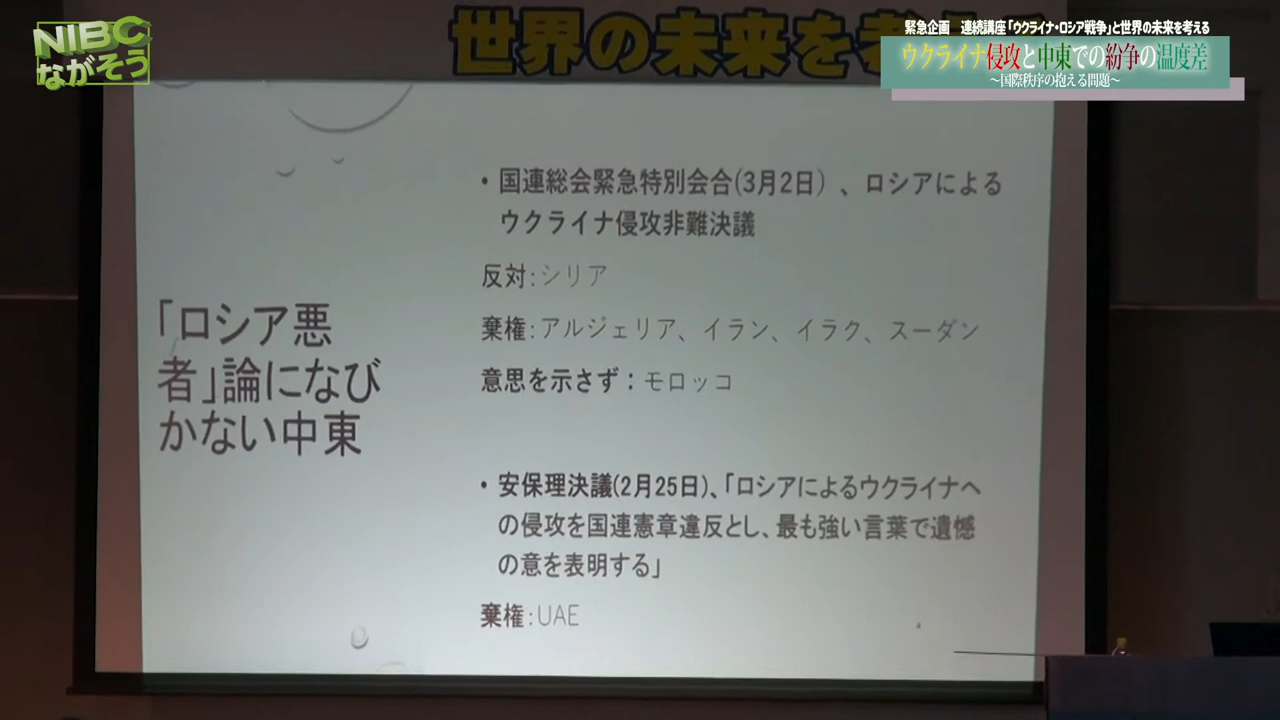 NIBC
ながそう
世界の未来を
緊急企画　連続講座「ウクライナ・ロシア戦争」と世界の未来を考える
ウクライナ侵攻と中東での紛争の温度差
～国際秩序の抱える問題～
「ロシア悪
者」論になび
かない中東
・国連総会緊急特別会合(3月2日）、ロシアによる
ウクライナ侵攻非難決議
反対:シリア
棄権:アルジェリア、イラン、イラク、スーダン
意思を示さず：モロッコ
・安保理決議(2月25日)、「ロシアによるウクライナへ
の侵攻を国連憲章違反とし、最も強い言葉で遺憾
の意を表明する」
棄権:UAE